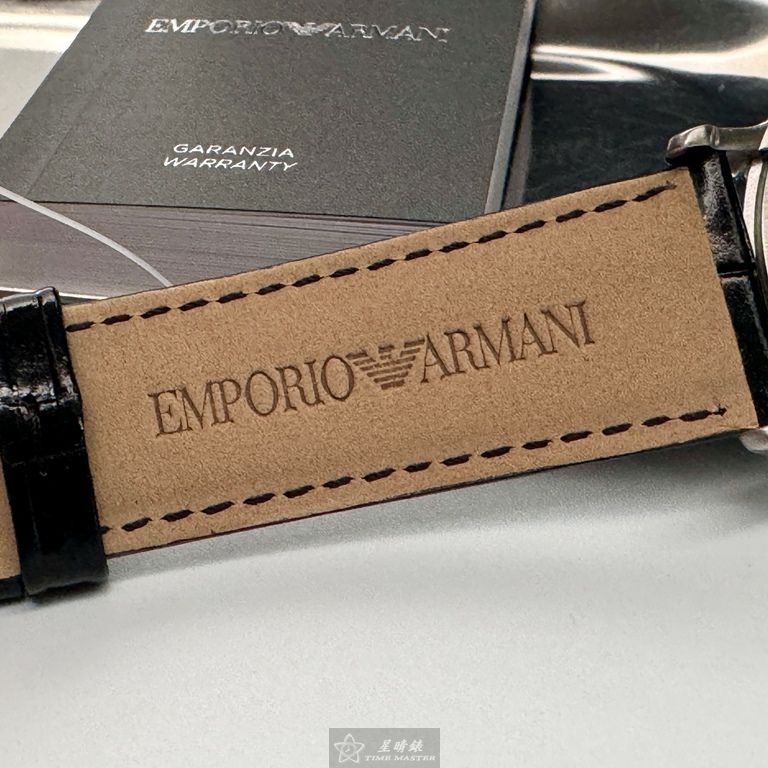 EMPORIO ARMANI
GARANZIA
WARRANTY
EMPORIO ARMANI
星晴錶
TIME MASTER